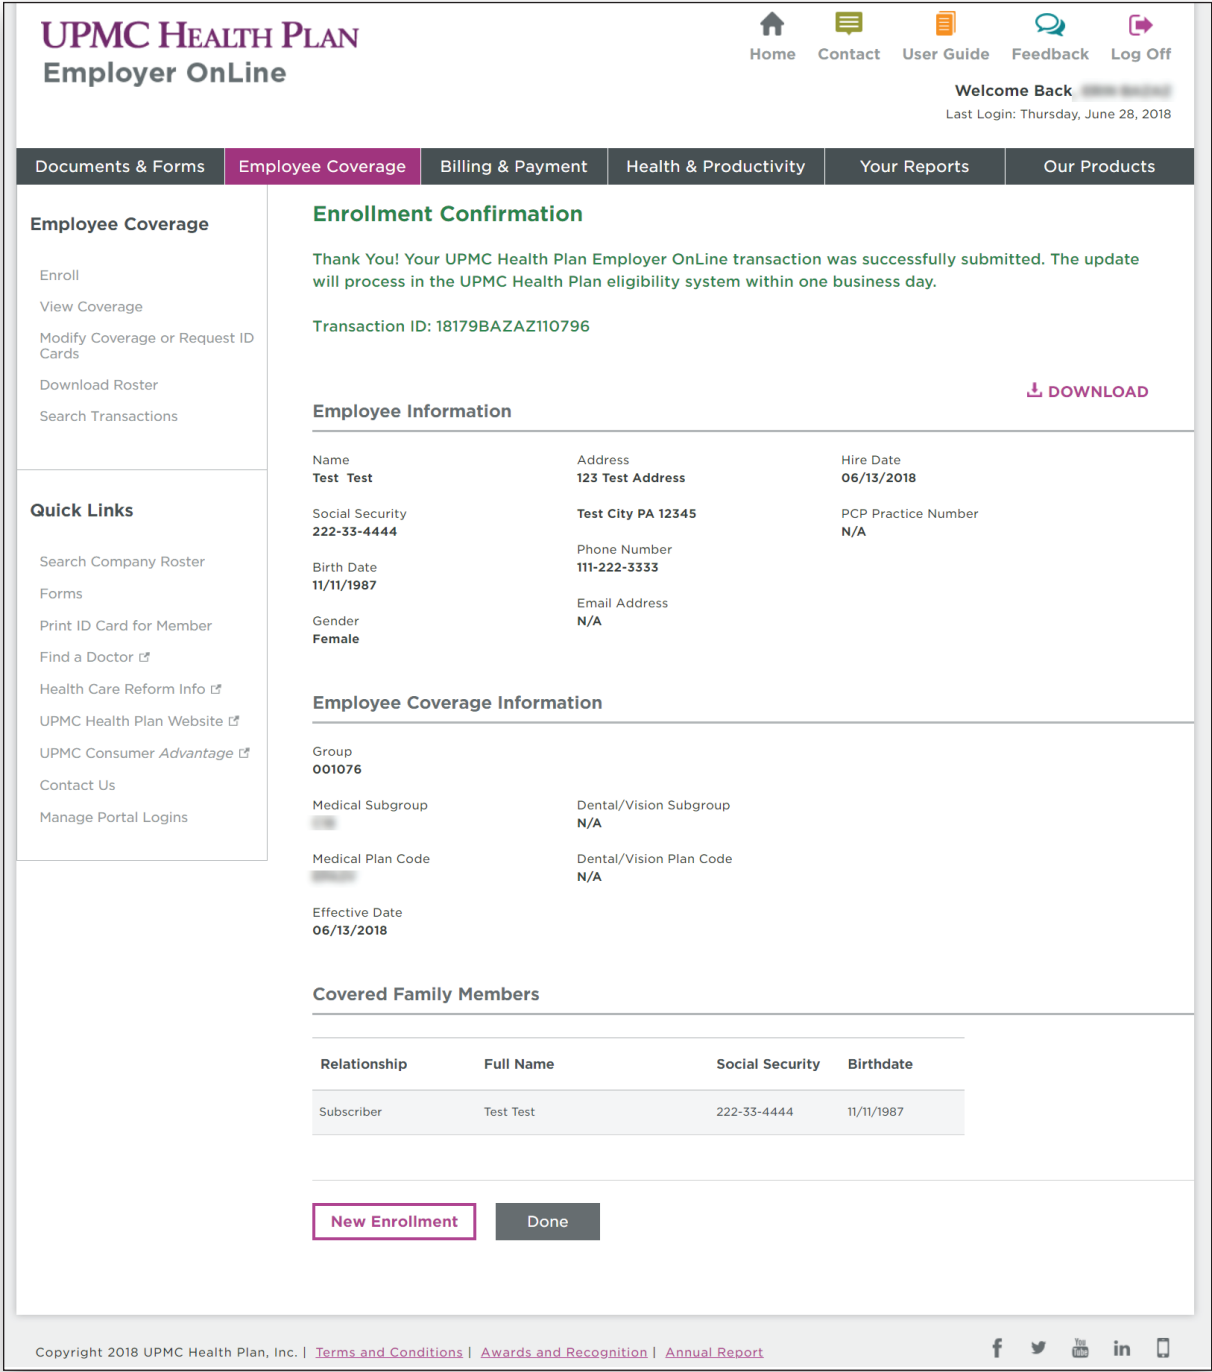 UPMC HEALTH PLAN
Employer OnLine
Home Contact User Guide Feedback Log Off
Welcome Back
Last Login: Thursday, June 28, 2018
Documents & Forms Employee Coverage Billing & Payment Health & Productivity Your Reports Our Products
Employee Coverage
Enroll
View Coverage
Modify Coverage or Request ID
Cards
Download Roster
Search Transactions
Quick Links
Search Company Roster
Forms
Print ID Card for Member
Find a Doctor
Health Care Reform Info
UPMC Health Plan Website
UPMC Consumer Advantage
Contact Us
Manage Portal Logins
Enrollment Confirmation
Thank You! Your UPMC Health Plan Employer OnLine transaction was successfully submitted. The update
will process in the UPMC Health Plan eligibility system within one business day.
Transaction ID: 18179BAZAZ110796
DOWNLOAD
Employee Information
Name
Test Test
Social Security
222-33-4444
Birth Date
11/11/1987
Gender
Female
Address
123 Test Address
Test City PA 12345
Phone Number
111-222-3333
Email Address
N/A
Hire Date
06/13/2018
PCP Practice Number
N/A
Employee Coverage Information
Group
001076
Medical Subgroup
Dental/Vision Subgroup
N/A
Medical Plan Code
Dental/Vision Plan Code
N/A
Effective Date
06/13/2018
Covered Family Members
Relationship Full Name Social Security Birthdate
Subscriber Test Test 222-33-4444 11/11/1987
New Enrollment Done
Copyright 2018 UPMC Health Plan, Inc. | Terms and Conditions | Awards and Recognition | Annual Report
f You Tube in